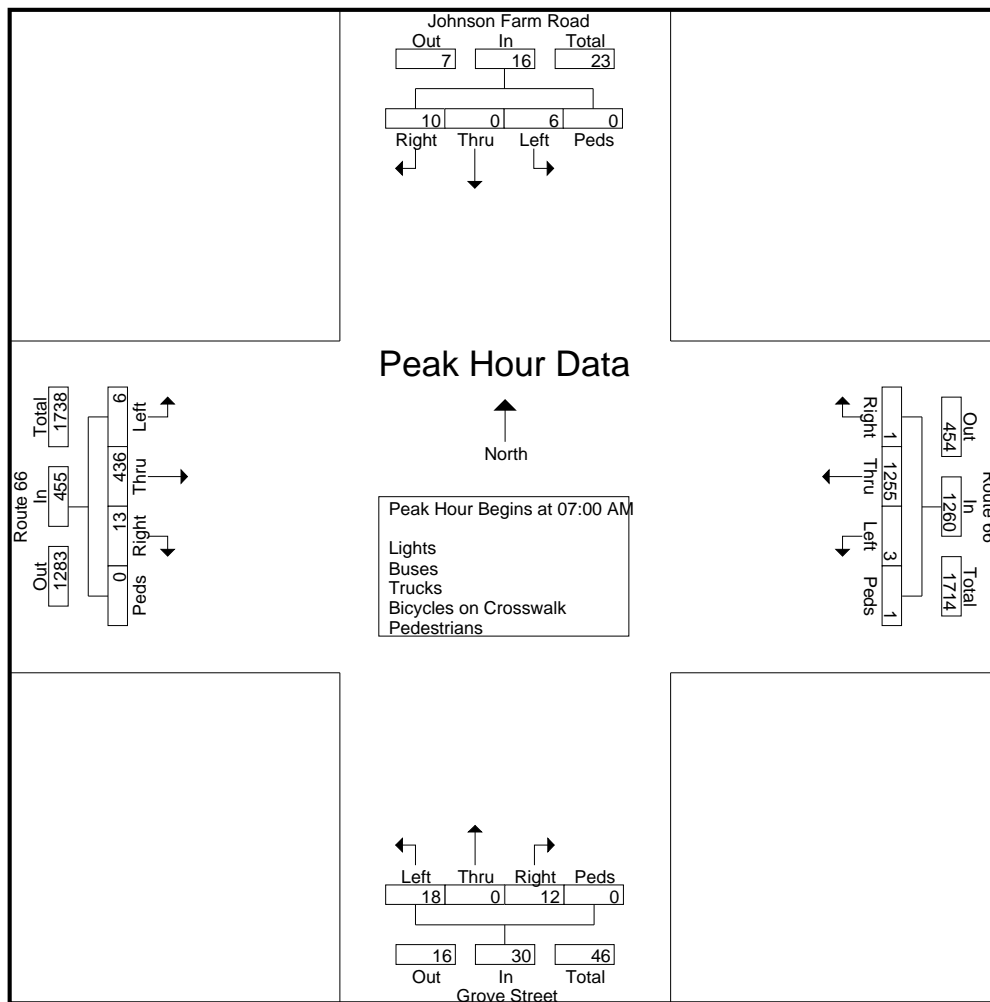 Johnson Farm Road
Out In Total
7 16 23
10 0 6 0
Right Thru Left Peds
Peak Hour Data
North
Peak Hour Begins at 07:00 AM
Lights
Buses
Trucks
Bicycles on Crosswalk
Pedestrians
Route 66
Total In Out
1738 455 1283
6 436 13 0
Left Thru Right Peds
Route 66
Out In Total
454 1260 1714
1 1255 3 1
Right Thru Left Peds
Left Thru Right Peds
18 0 12 0
16 30 46
Out In Total
Grove Street